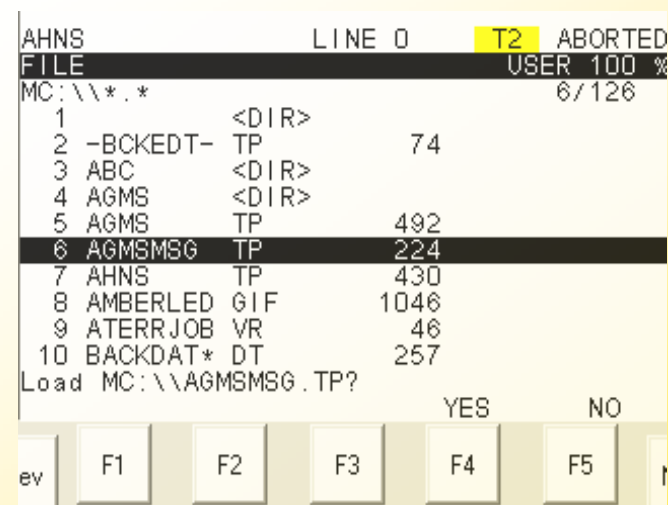 AHNS LINE 0 T2 ABORTED
FILE USER 100 %
MC:\\*.* 6/126
1 <DIR>
2 -BCKEDT- TP 74
3 ABC <DIR>
4 AGMS <DIR>
5 AGMS TP 492
6 AGMSMSG TP 224
7 AHNS TP 430
8 AMBERLED GIF 1046
9 ATERRJOB VR 46
10 BACKDAT* DT 257
Load MC:\\AGMSMSG.TP?
YES NO
ev F1 F2 F3 F4 F5